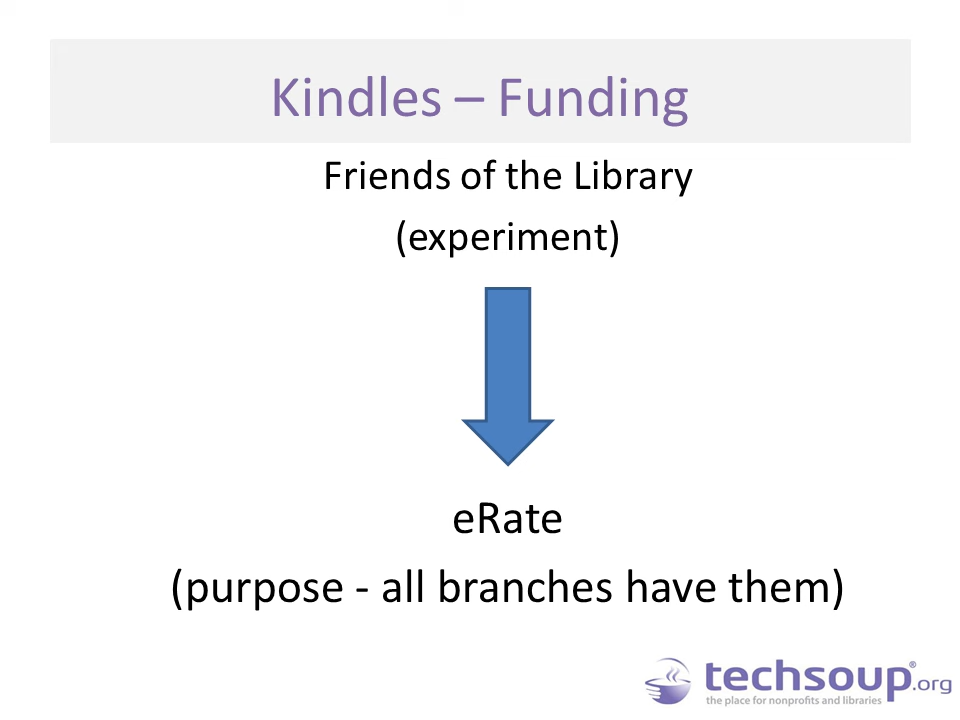 Kindles – Funding
Friends of the Library
(experiment)
eRate
(purpose - all branches have them)
techsoup®.org
the place for nonprofits and libraries